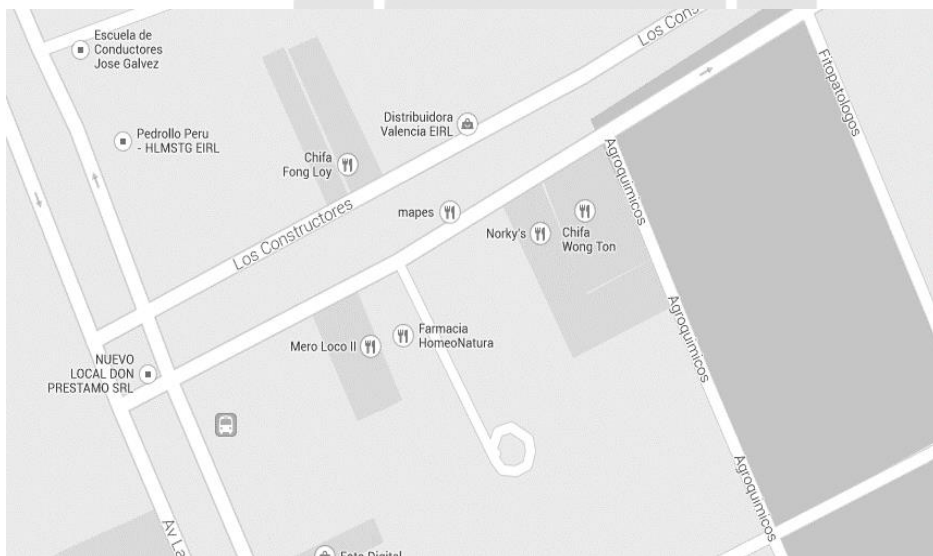 Escuela de
Conductores
Jose Galvez
Los Cons
Fitopatologos
Distribuidora
Valencia EIRL
Pedrollo Peru
- HLMSTG EIRL
Chifa
Fong Loy
Agroquimicos
mapes
Los Constructores
Norky's
Chifa
Wong Ton
Agroquimicos
Farmacia
HomeoNatura
Mero Loco II
NUEVO
LOCAL DON
PRESTAMO SRL
Agroquimicos
Av La
Foto Digital